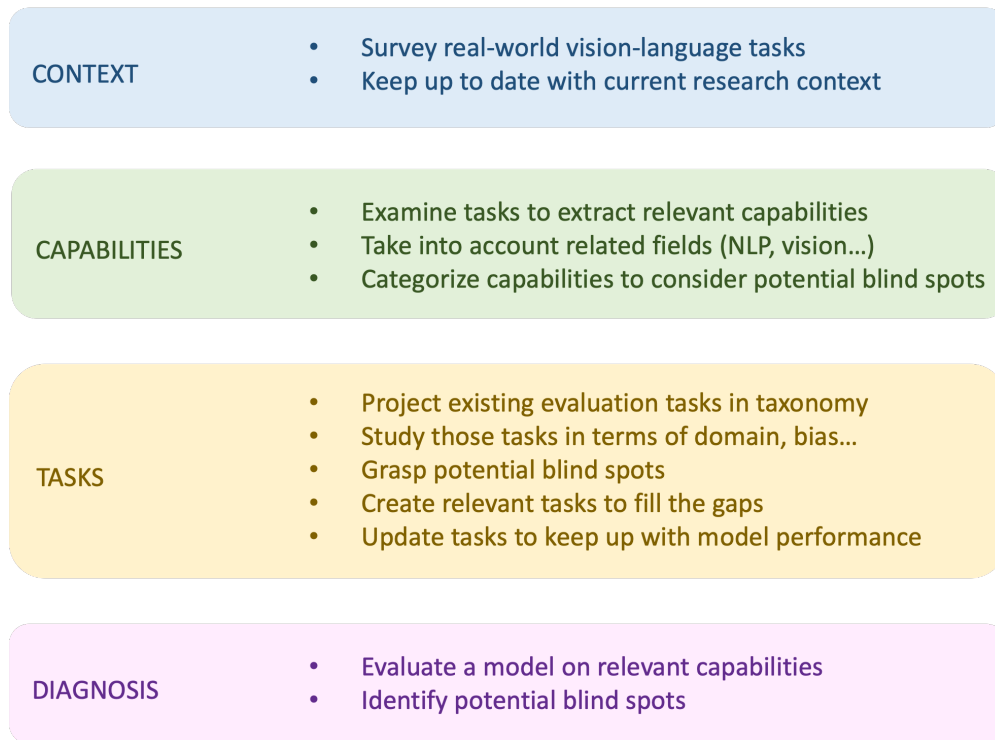 CONTEXT
• Survey real-world vision-language tasks
• Keep up to date with current research context
CAPABILITIES
• Examine tasks to extract relevant capabilities
• Take into account related fields (NLP, vision...)
• Categorize capabilities to consider potential blind spots
TASKS
• Project existing evaluation tasks in taxonomy
• Study those tasks in terms of domain, bias...
• Grasp potential blind spots
• Create relevant tasks to fill the gaps
• Update tasks to keep up with model performance
DIAGNOSIS
• Evaluate a model on relevant capabilities
• Identify potential blind spots